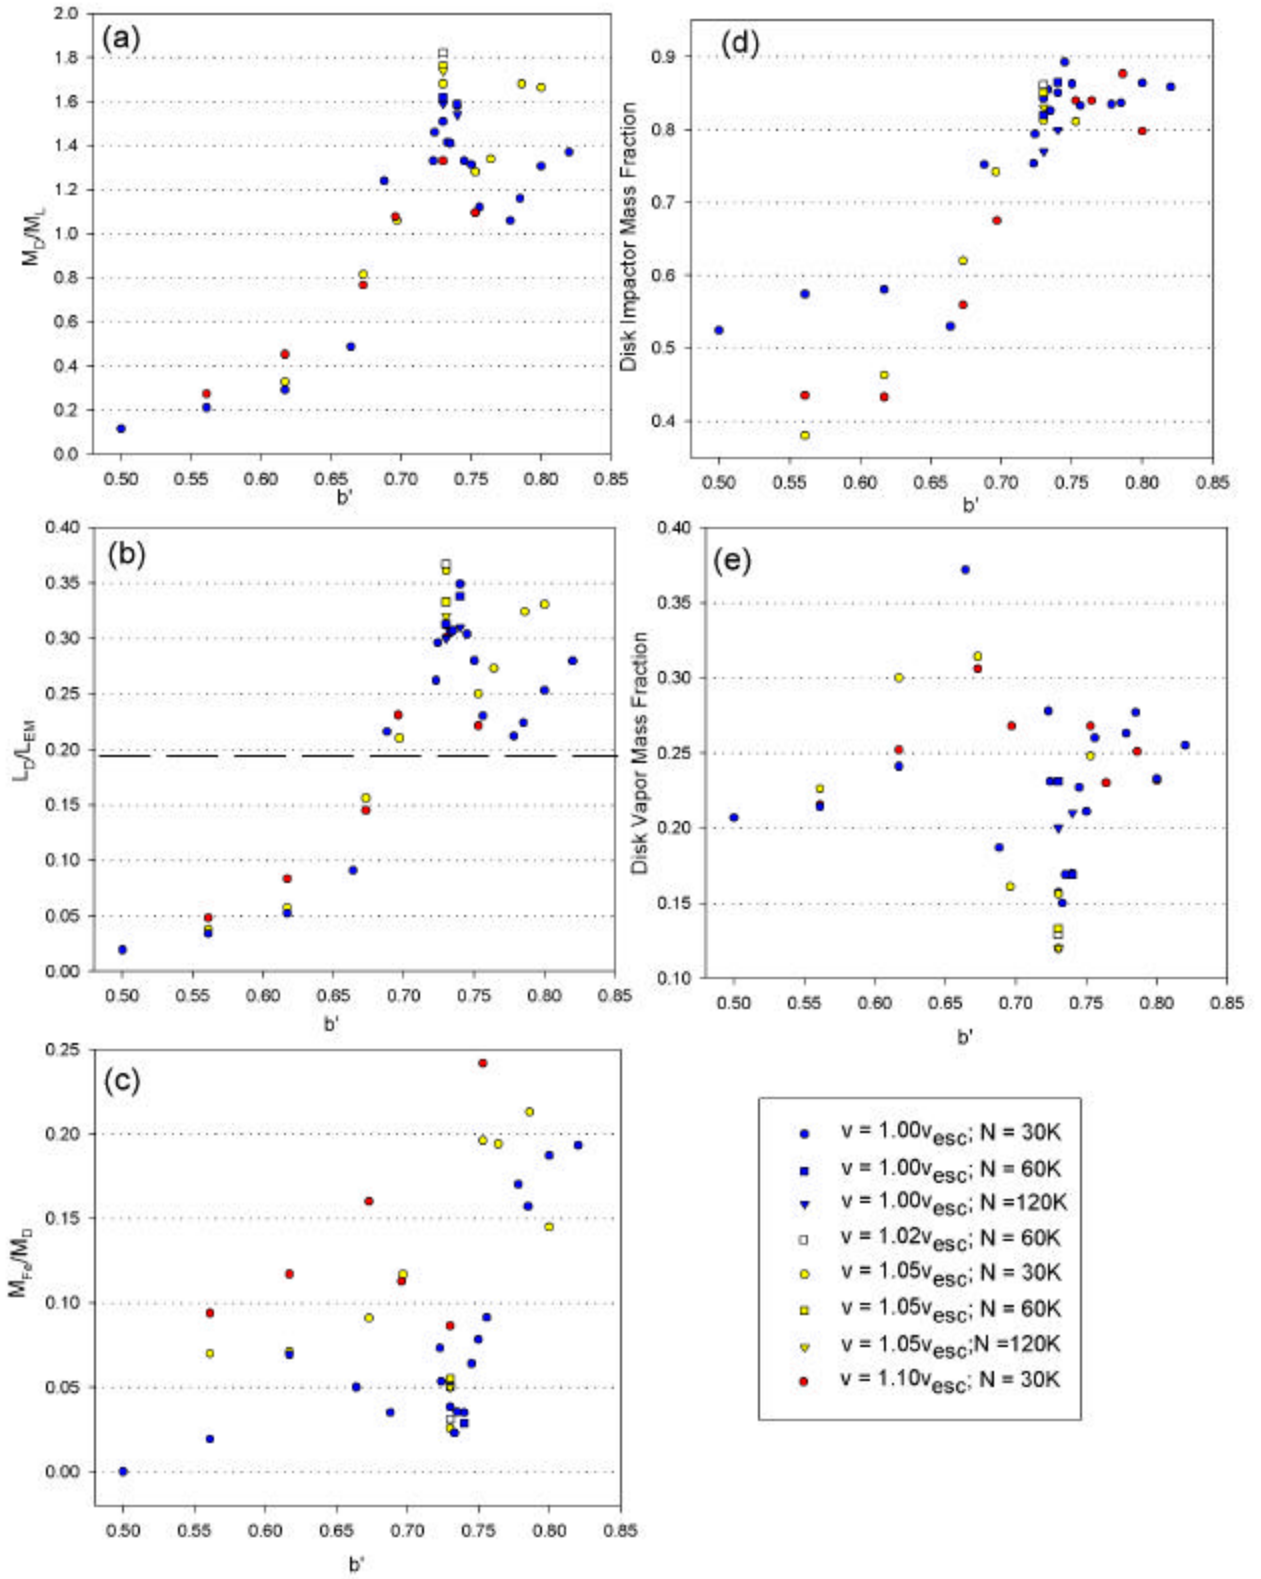 (a)
2.0
1.8
1.6
1.4
1.2
1.0
0.8
0.6
0.4
0.2
0.0
M_D/M_L
0.50 0.55 0.60 0.65 0.70 0.75 0.80 0.85
b'
(d)
0.9
0.8
0.7
0.6
0.5
0.4
Disk Impactor Mass Fraction
0.50 0.55 0.60 0.65 0.70 0.75 0.80 0.85
b'
(b)
0.40
0.35
0.30
0.25
0.20
0.15
0.10
0.05
0.00
L_D/L_EM
0.50 0.55 0.60 0.65 0.70 0.75 0.80 0.85
b'
(e)
0.40
0.35
0.30
0.25
0.20
0.15
0.10
Disk Vapor Mass Fraction
0.50 0.55 0.60 0.65 0.70 0.75 0.80 0.85
b'
(c)
0.25
0.20
0.15
0.10
0.05
0.00
M_Fe/M_D
0.50 0.55 0.60 0.65 0.70 0.75 0.80 0.85
b'
v = 1.00v_esc; N = 30K
v = 1.00v_esc; N = 60K
v = 1.00v_esc; N =120K
v = 1.02v_esc; N = 60K
v = 1.05v_esc; N = 30K
v = 1.05v_esc; N = 60K
v = 1.05v_esc;N =120K
v = 1.10v_esc; N = 30K